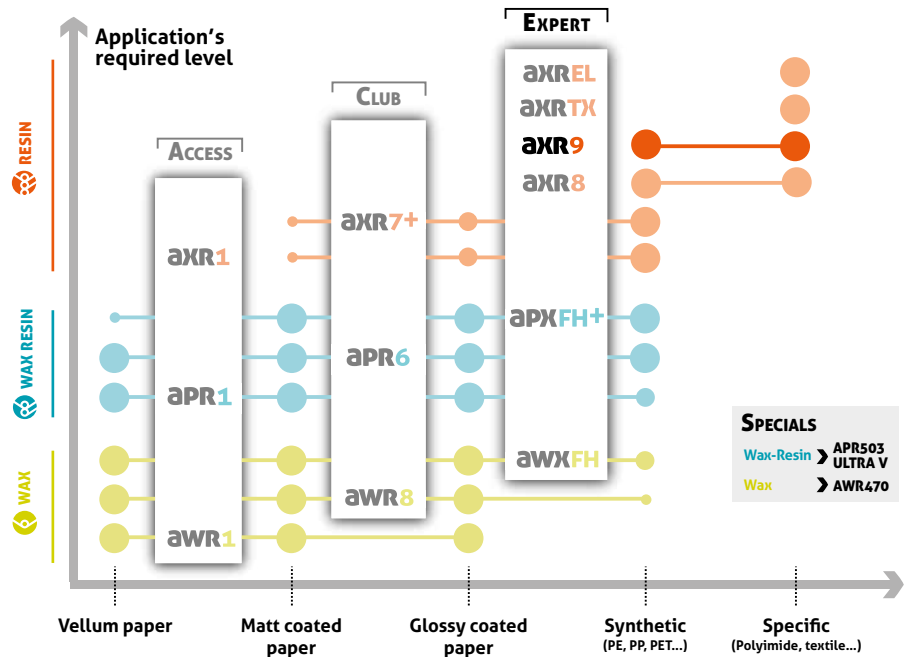 Application's
required level
EXPERT
CLUB
ACCESS
RESIN
WAX RESIN
WAX
aXREL
aXRTX
aXR9
aXR8
aXR7+
aXR1
aPXFH+
aPR6
aPR1
aWXFH
aWR8
aWR1
SPECIALS
Wax-Resin APR503
ULTRA V
Wax AWR470
Vellum paper
Matt coated
paper
Glossy coated
paper
Synthetic
(PE, PP, PET...)
Specific
(Polyimide, textile...)